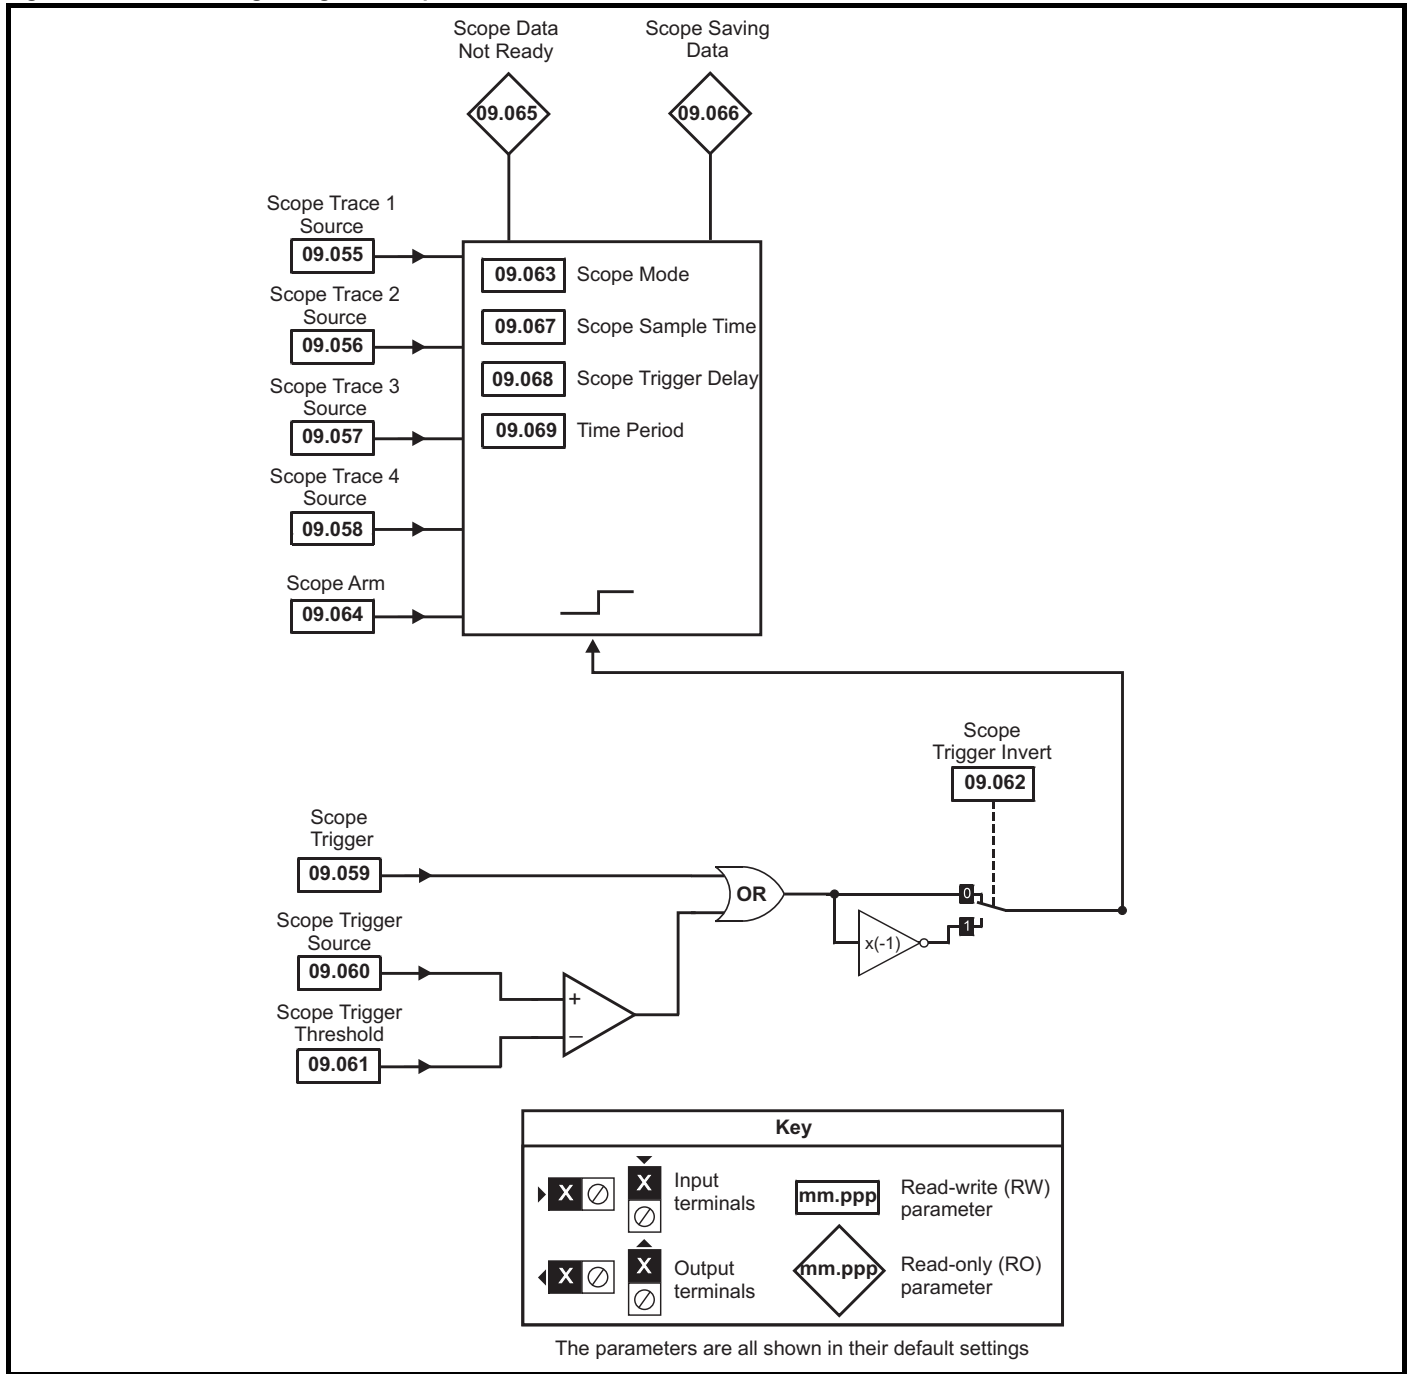 Scope Data
Not Ready
Scope Saving
Data
09.065
09.066
Scope Trace 1
Source
09.055
Scope Trace 2
Source
09.056
Scope Trace 3
Source
09.057
Scope Trace 4
Source
09.058
Scope Arm
09.064
09.063 Scope Mode
09.067 Scope Sample Time
09.068 Scope Trigger Delay
09.069 Time Period
Scope
Trigger Invert
09.062
Scope
Trigger
09.059
OR
0
1
x(-1)
Scope Trigger
Source
09.060
+
−
Scope Trigger
Threshold
09.061
Key
X
X
Input
terminals
mm.ppp
Read-write (RW)
parameter
X
X
Output
terminals
mm.ppp
Read-only (RO)
parameter
The parameters are all shown in their default settings